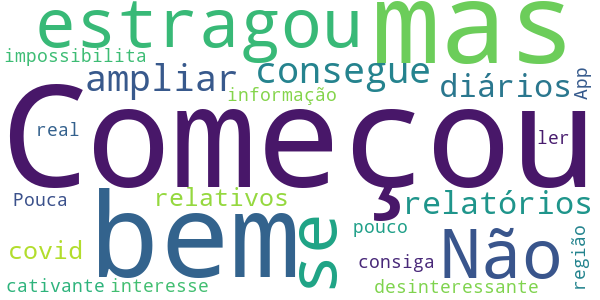 estragou mas
impossibilita
ampliar consegue diários App
informação
Começou
real
ler
Pouca
bem
relativos
se
relatórios
pouco
Não
região
covid
consiga
cativante interesse
desinteressante